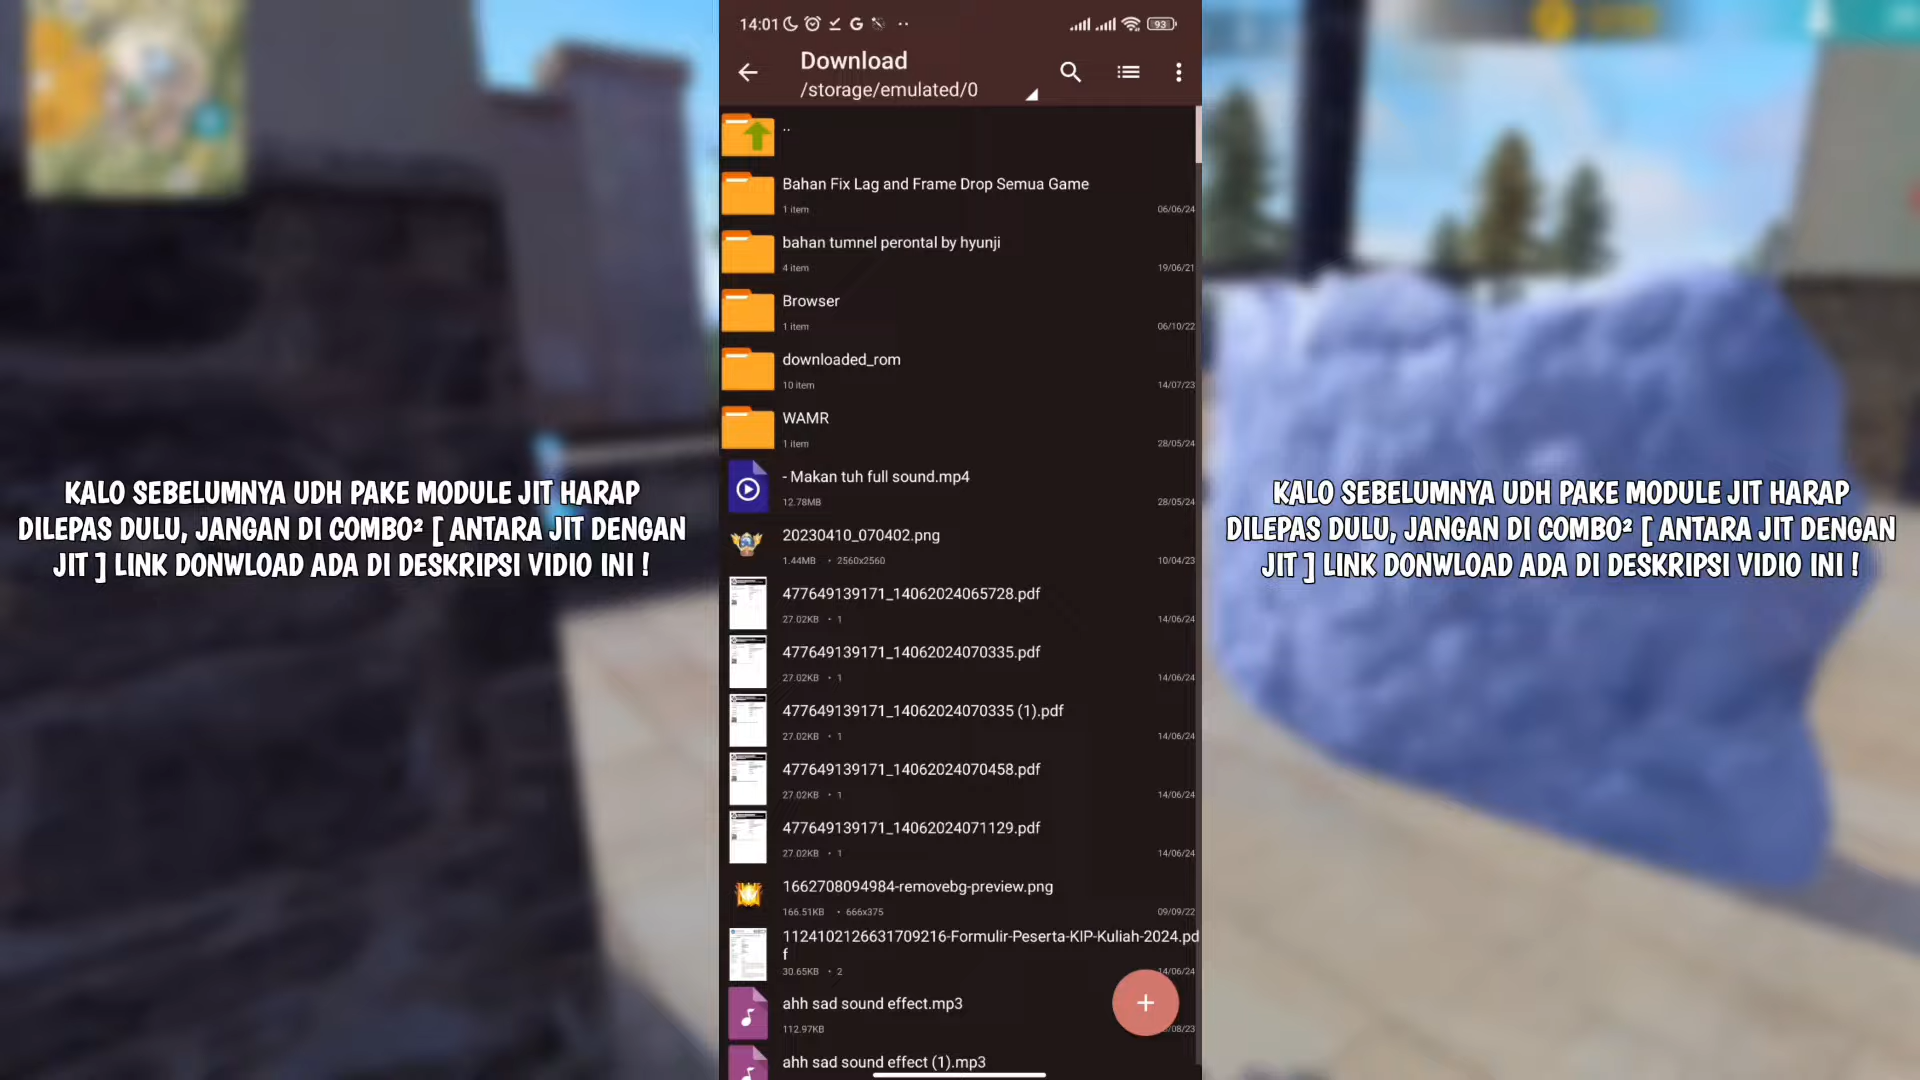 14:01
93
Download
/storage/emulated/0
..
Bahan Fix Lag and Frame Drop Semua Game
1 item 06/06/24
bahan tumnel perontal by hyunji
4 item 19/06/21
Browser
1 item 06/10/22
downloaded_rom
10 item 14/07/23
WAMR
1 item 28/05/24
- Makan tuh full sound.mp4
12.78MB 28/05/24
20230410_070402.png
1.44MB • 2560x2560 10/04/23
477649139171_14062024065728.pdf
27.02KB • 1 14/06/24
477649139171_14062024070335.pdf
27.02KB • 1 14/06/24
477649139171_14062024070335 (1).pdf
27.02KB • 1 14/06/24
477649139171_14062024070458.pdf
27.02KB • 1 14/06/24
477649139171_14062024071129.pdf
27.02KB • 1 14/06/24
1662708094984-removebg-preview.png
166.51KB • 666x375 09/09/22
1124102126631709216-Formulir-Peserta-KIP-Kuliah-2024.pd
f
30.65KB • 2 14/06/24
ahh sad sound effect.mp3
112.97KB /08/23
ahh sad sound effect (1).mp3
KALO SEBELUMNYA UDH PAKE MODULE JIT HARAP
DILEPAS DULU, JANGAN DI COMBO² [ ANTARA JIT DENGAN
JIT ] LINK DONWLOAD ADA DI DESKRIPSI VIDIO INI !
KALO SEBELUMNYA UDH PAKE MODULE JIT HARAP
DILEPAS DULU, JANGAN DI COMBO² [ ANTARA JIT DENGAN
JIT ] LINK DONWLOAD ADA DI DESKRIPSI VIDIO INI !